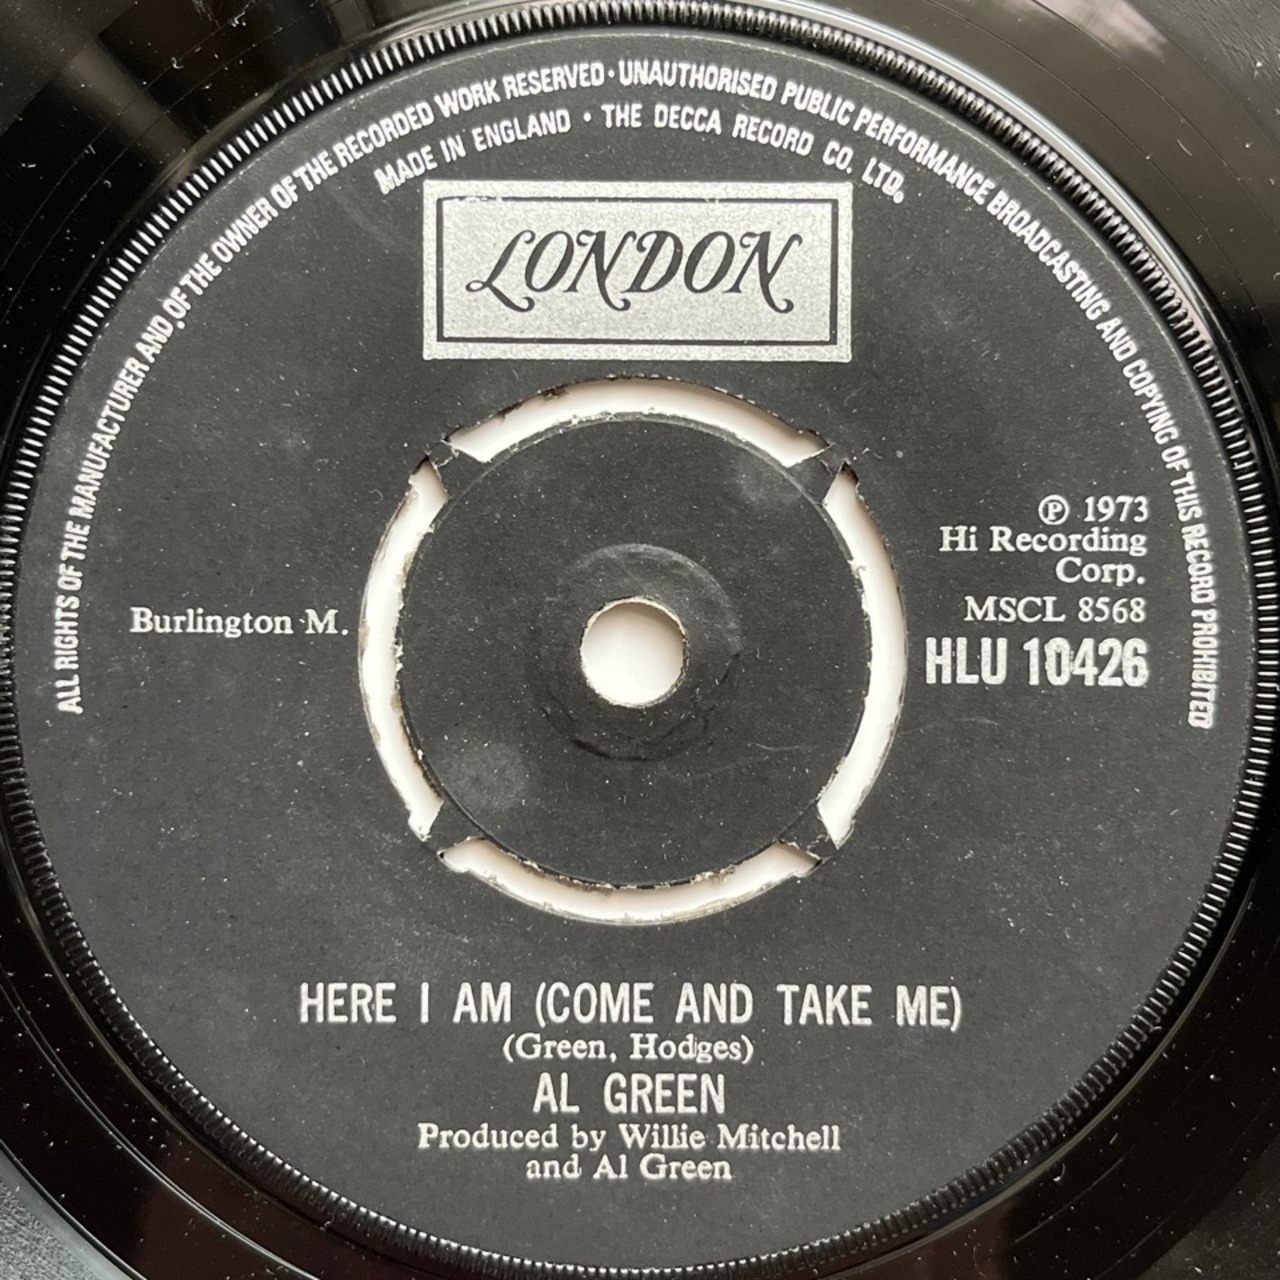 ALL RIGHTS OF THE MANUFACTURER AND OF THE OWNER OF THE RECORDED WORK RESERVED · UNAUTHORISED PUBLIC PERFORMANCE BROADCASTING AND COPYING OF THIS RECORD PROHIBITED
MADE IN ENGLAND · THE DECCA RECORD CO. LTD.
LONDON
℗ 1973
Hi Recording
Corp.
MSCL 8568
Burlington M.
HLU 10426
HERE I AM (COME AND TAKE ME)
(Green, Hodges)
AL GREEN
Produced by Willie Mitchell
and Al Green